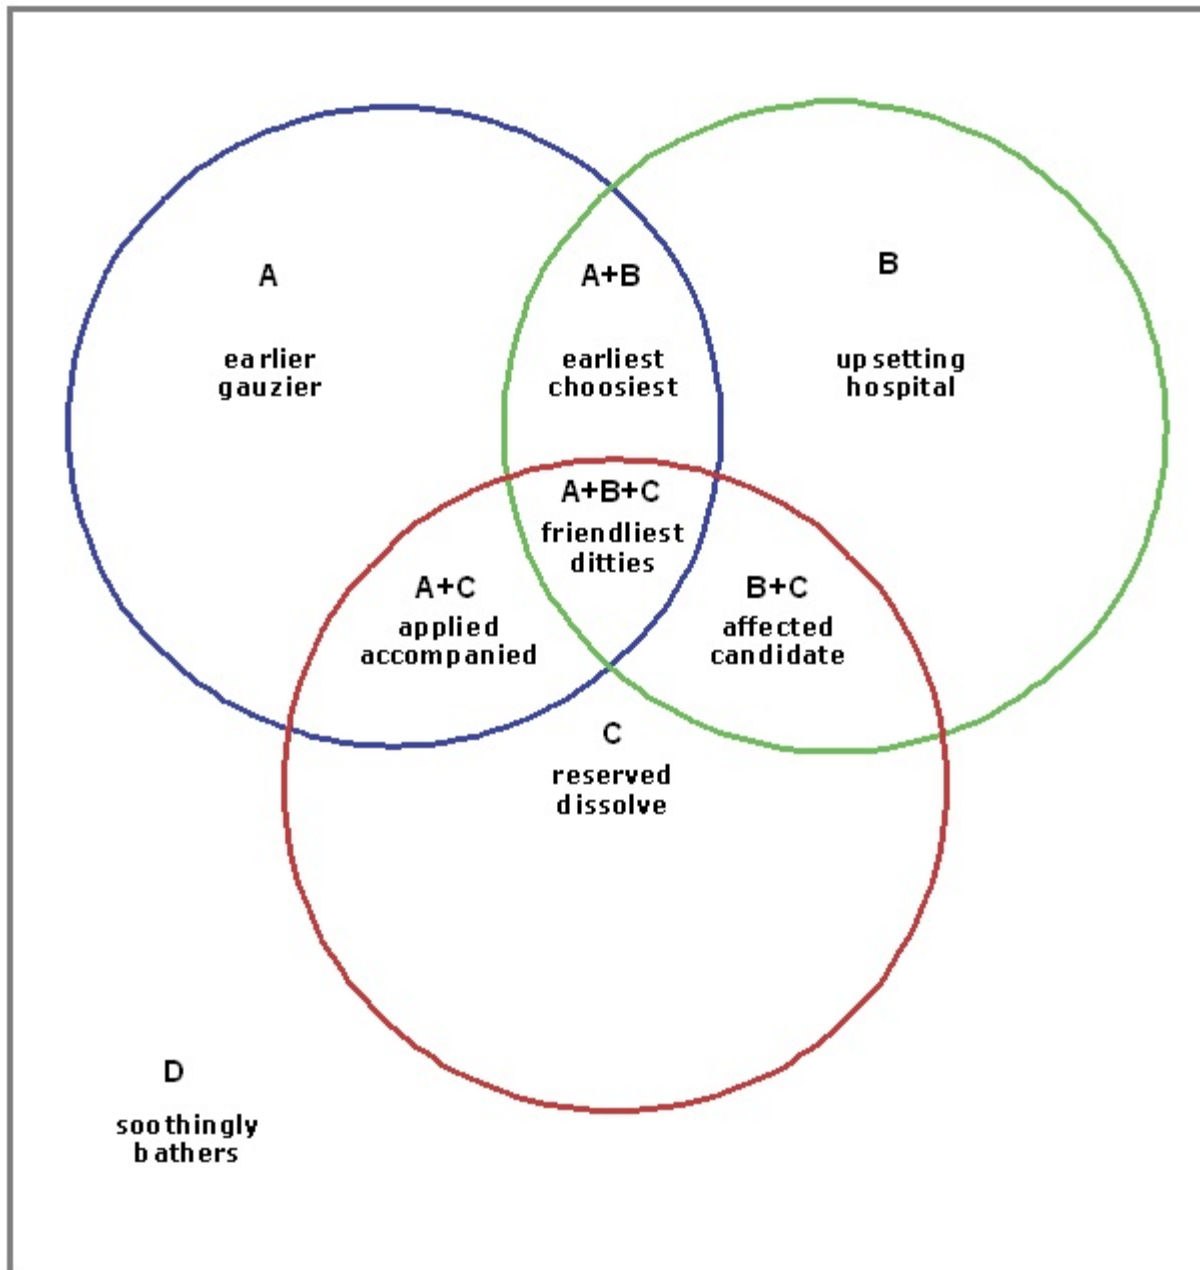 A
earlier
gauzier
A+B
earliest
choosiest
B
upsetting
hospital
A+B+C
friendliest
ditties
A+C
applied
accompanied
B+C
affected
candidate
C
reserved
dissolve
D
soothingly
bathers